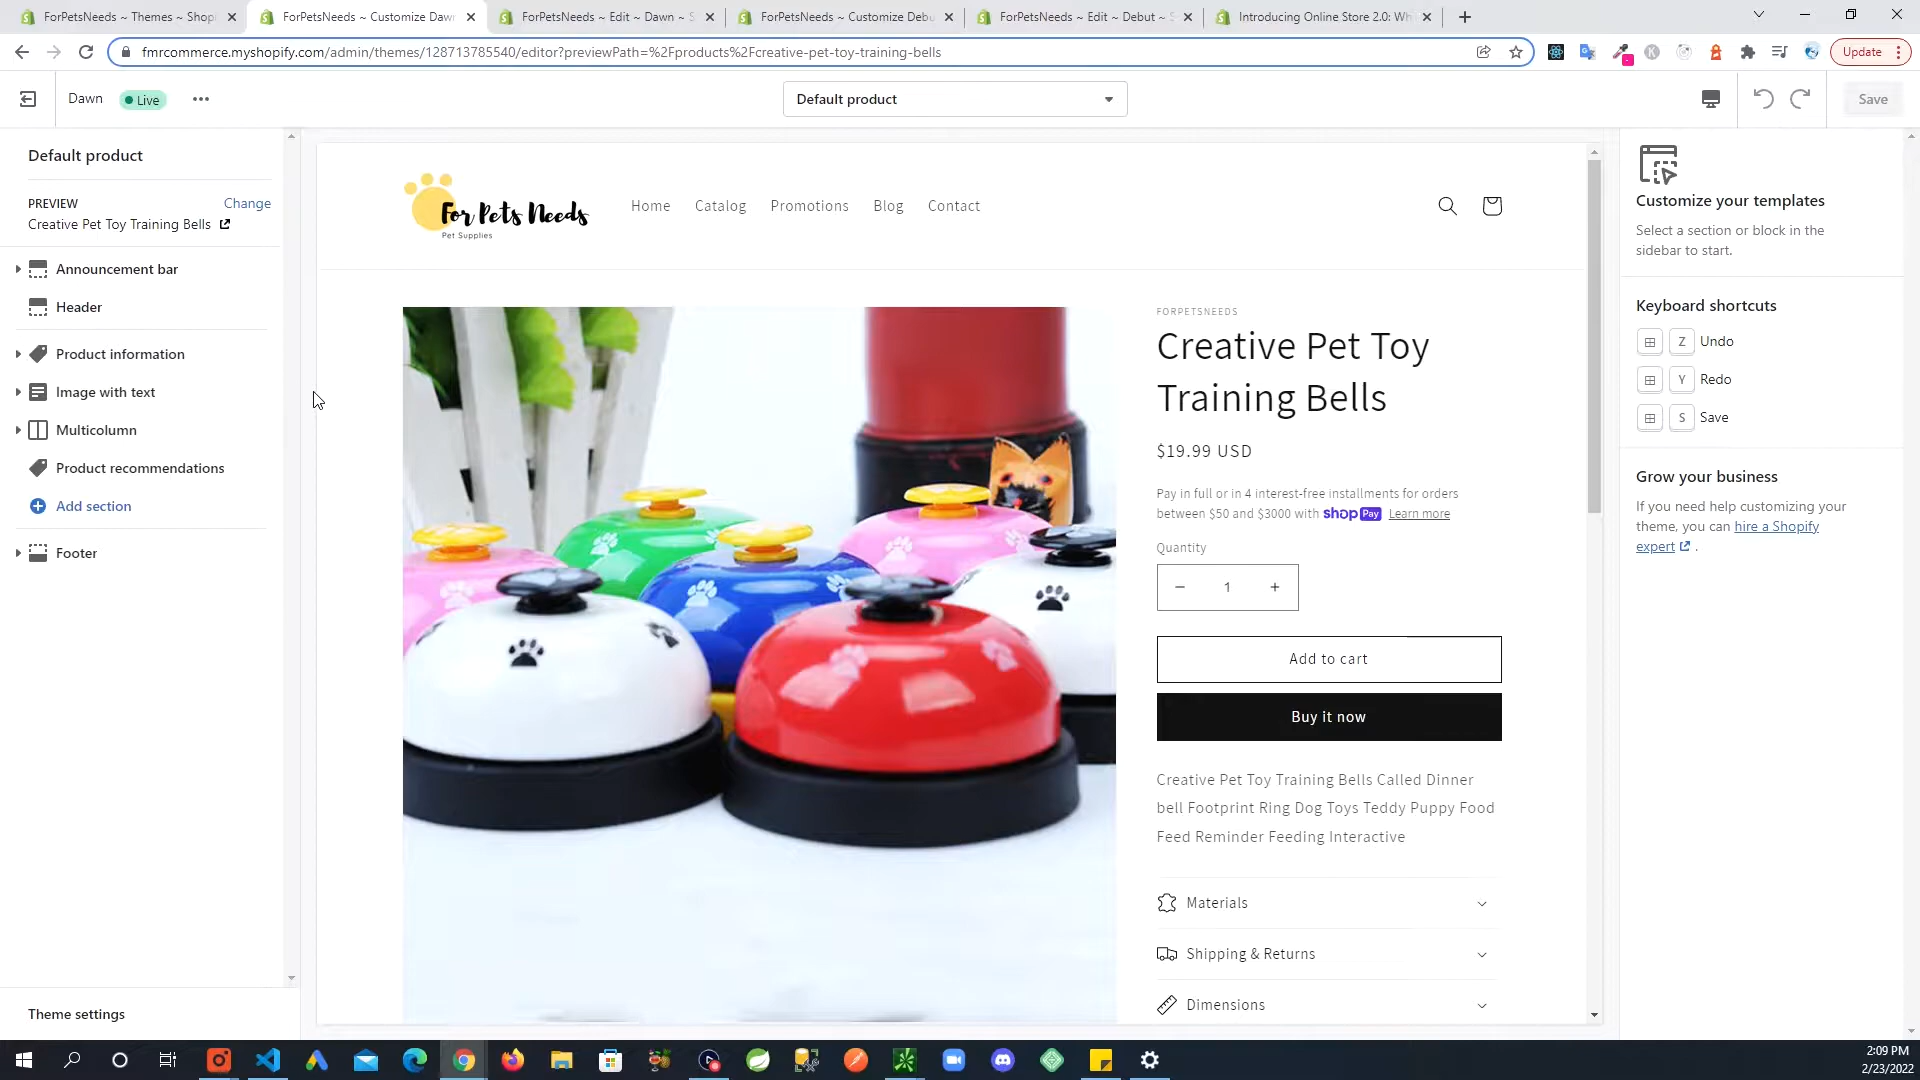 ForPetsNeeds ~ Themes ~ Shopi
ForPetsNeeds ~ Customize Dawn
ForPetsNeeds ~ Edit ~ Dawn ~ S
ForPetsNeeds ~ Customize Debu
ForPetsNeeds ~ Edit ~ Debut ~ S
Introducing Online Store 2.0: Wh
fmrcommerce.myshopify.com/admin/themes/128713785540/editor?previewPath=%2Fproducts%2Fcreative-pet-toy-training-bells
Update
Dawn
Live
Default product
Save
Default product
PREVIEW
Change
Creative Pet Toy Training Bells
Announcement bar
Header
Product information
Image with text
Multicolumn
Product recommendations
Add section
Footer
Theme settings
For Pets Needs
Pet Supplies
Home
Catalog
Promotions
Blog
Contact
FORPETSNEEDS
Creative Pet Toy
Training Bells
$19.99 USD
Pay in full or in 4 interest-free installments for orders
between $50 and $3000 with shop Pay Learn more
Quantity
− 1 +
Add to cart
Buy it now
Creative Pet Toy Training Bells Called Dinner
bell Footprint Ring Dog Toys Teddy Puppy Food
Feed Reminder Feeding Interactive
Materials
Shipping & Returns
Dimensions
Customize your templates
Select a section or block in the
sidebar to start.
Keyboard shortcuts
Z Undo
Y Redo
S Save
Grow your business
If you need help customizing your
theme, you can hire a Shopify
expert .
2:09 PM
2/23/2022